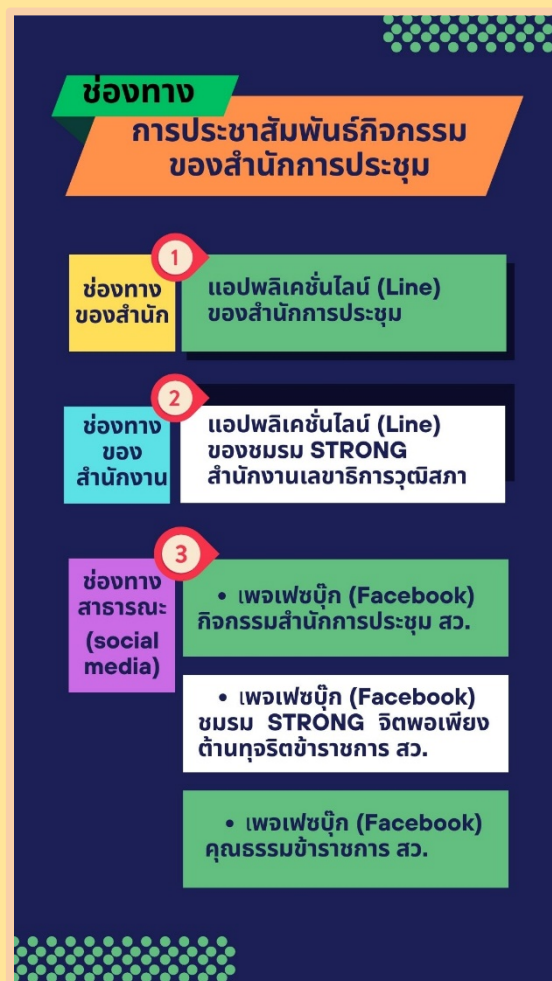 ช่องทาง
การประชาสัมพันธ์กิจกรรม
ของสำนักการประชุม
1
ช่องทาง
ของสำนัก
แอปพลิเคชั่นไลน์ (Line)
ของสำนักการประชุม
2
ช่องทาง
ของ
สำนักงาน
แอปพลิเคชั่นไลน์ (Line)
ของชมรม STRONG
สำนักงานเลขาธิการวุฒิสภา
3
ช่องทาง
สาธารณะ
(social
media)
• เพจเฟซบุ๊ก (Facebook)
กิจกรรมสำนักการประชุม สว.
• เพจเฟซบุ๊ก (Facebook)
ชมรม STRONG จิตพอเพียง
ต้านทุจริตข้าราชการ สว.
• เพจเฟซบุ๊ก (Facebook)
คุณธรรมข้าราชการ สว.